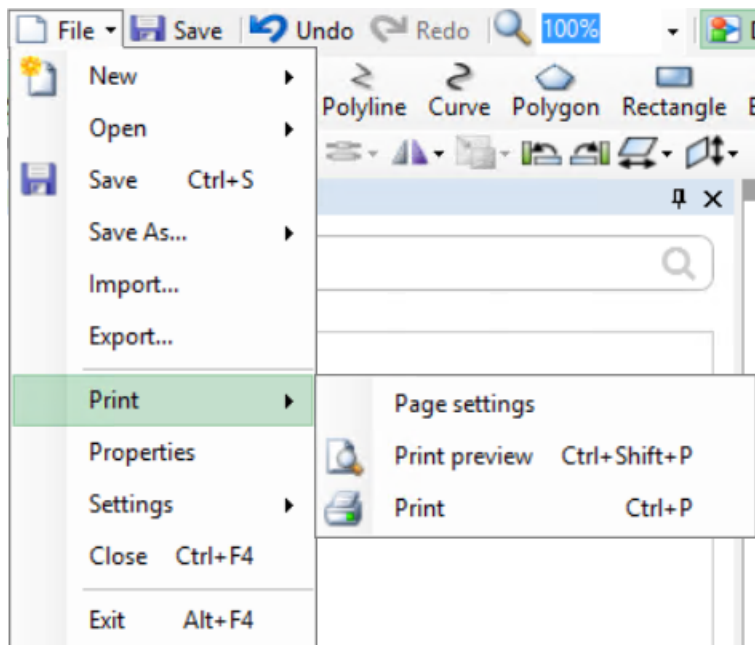 File Save Undo Redo 100%
New
Polyline Curve Polygon Rectangle
Open
Save Ctrl+S
Save As...
Import...
Export...
Print
Page settings
Properties
Print preview Ctrl+Shift+P
Settings
Print Ctrl+P
Close Ctrl+F4
Exit Alt+F4